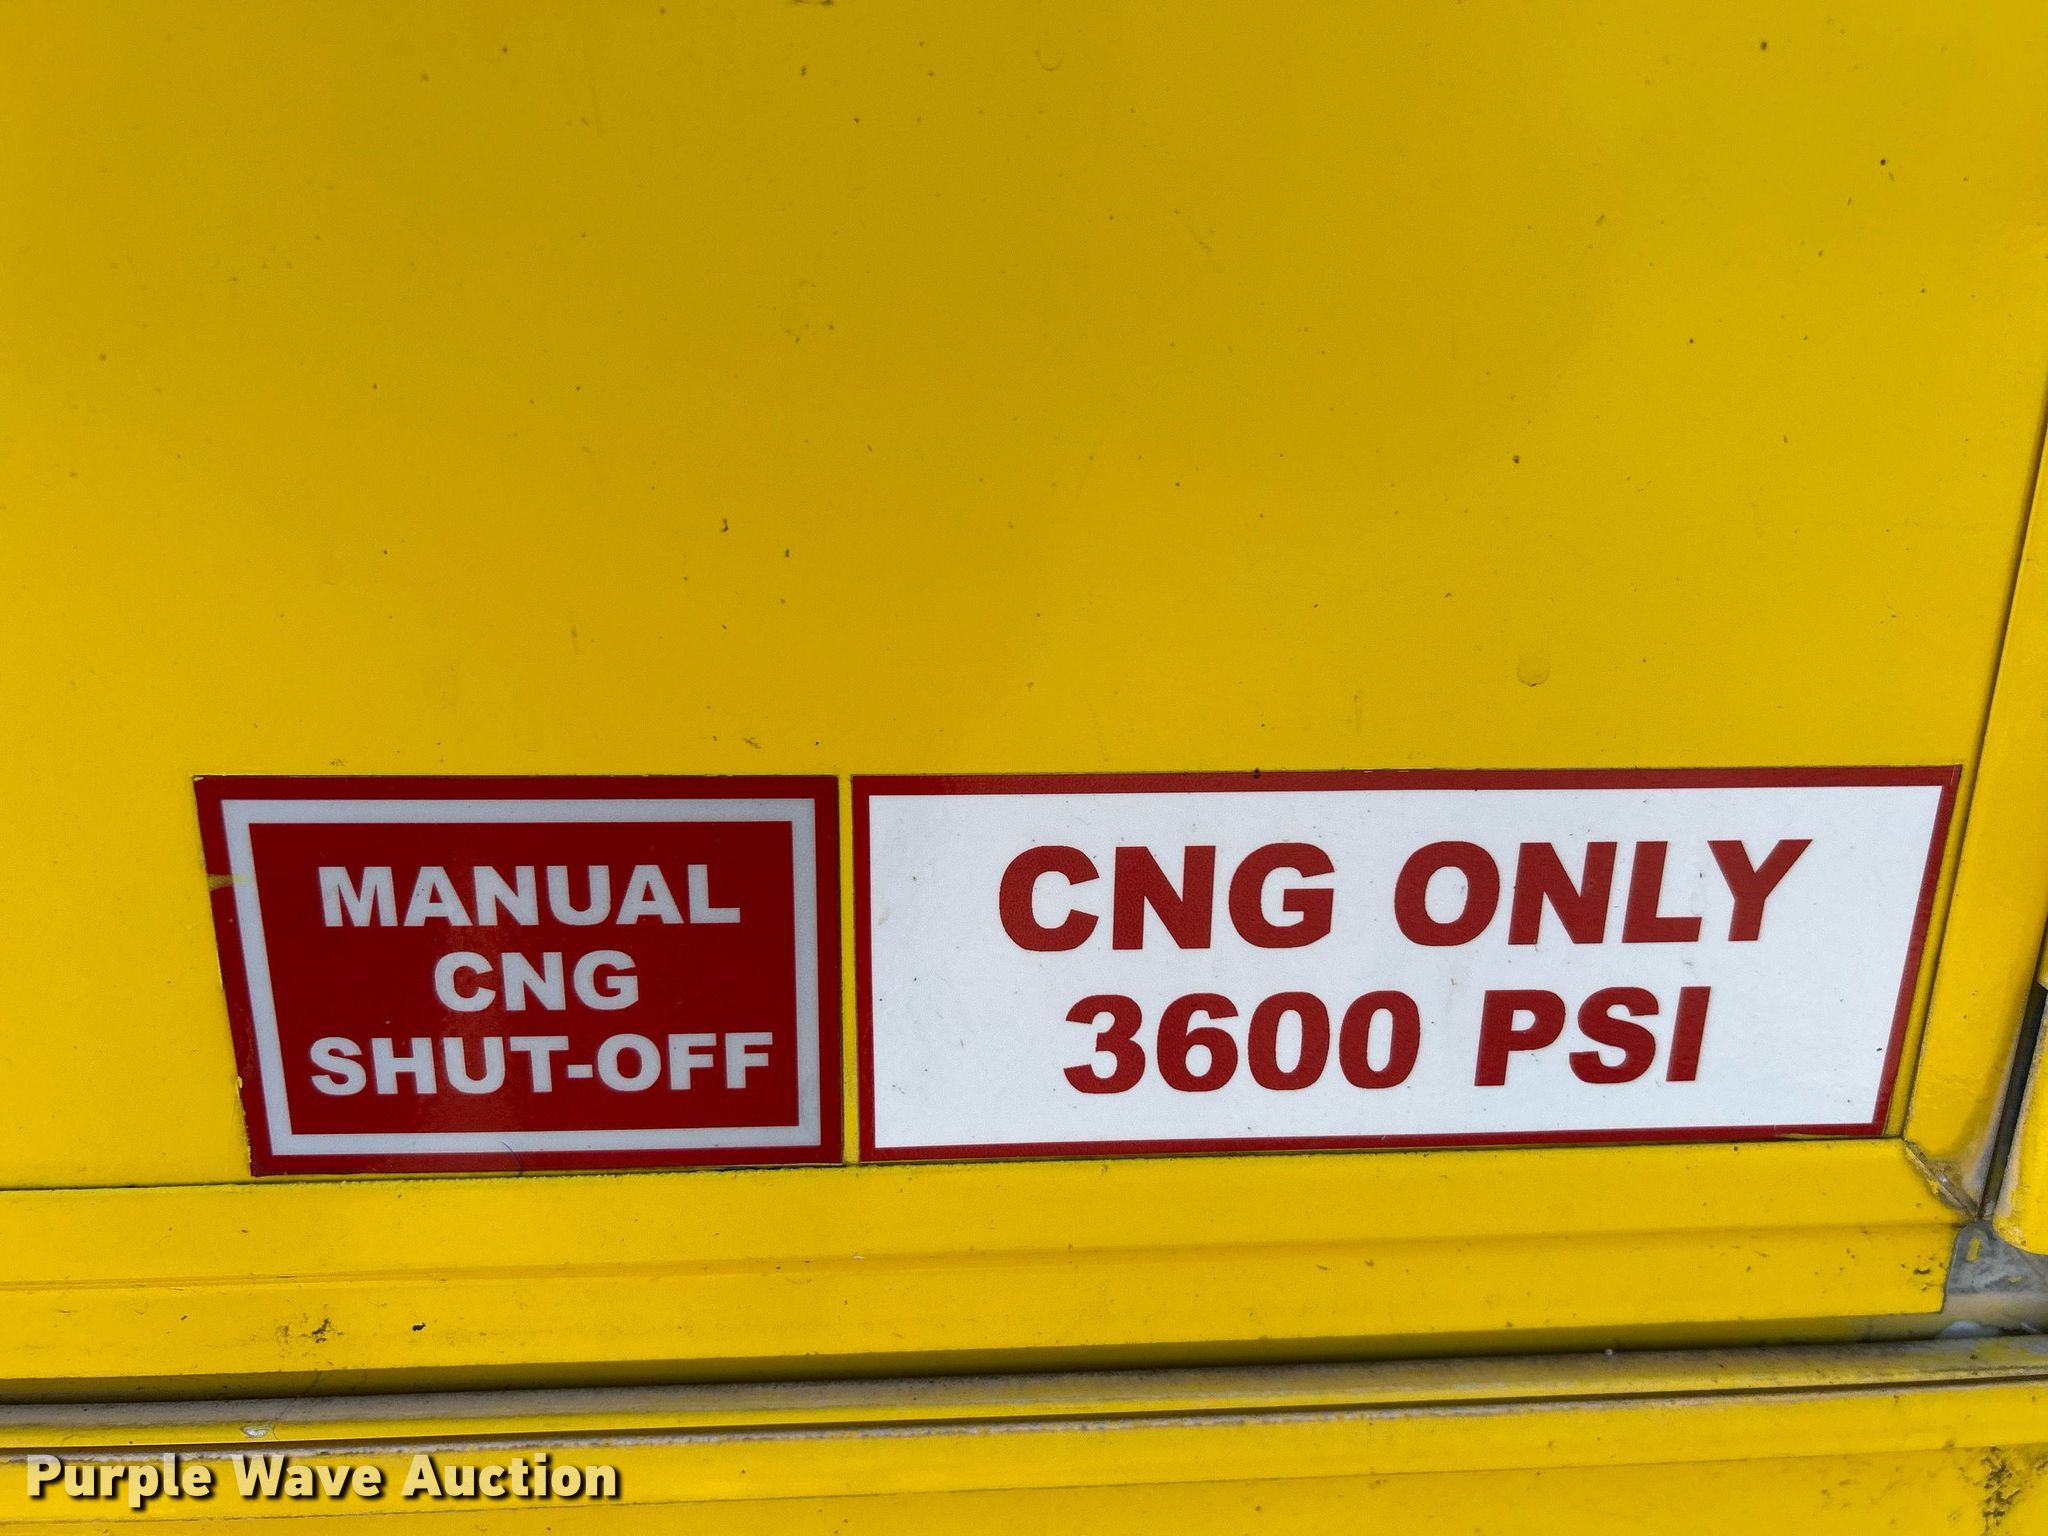 MANUAL
CNG
SHUT-OFF
CNG ONLY
3600 PSI
Purple Wave Auction